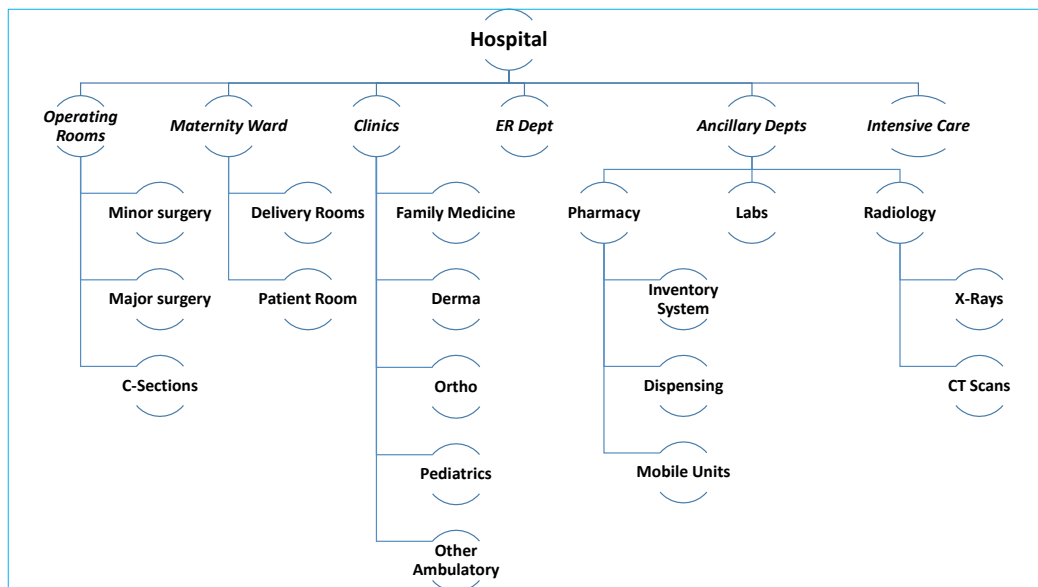 Hospital
Operating
Rooms
Maternity Ward
Clinics
ER Dept
Ancillary Depts
Intensive Care
Minor surgery
Delivery Rooms
Family Medicine
Pharmacy
Labs
Radiology
Major surgery
Patient Room
Derma
Inventory
System
X-Rays
C-Sections
Ortho
Dispensing
CT Scans
Pediatrics
Mobile Units
Other
Ambulatory